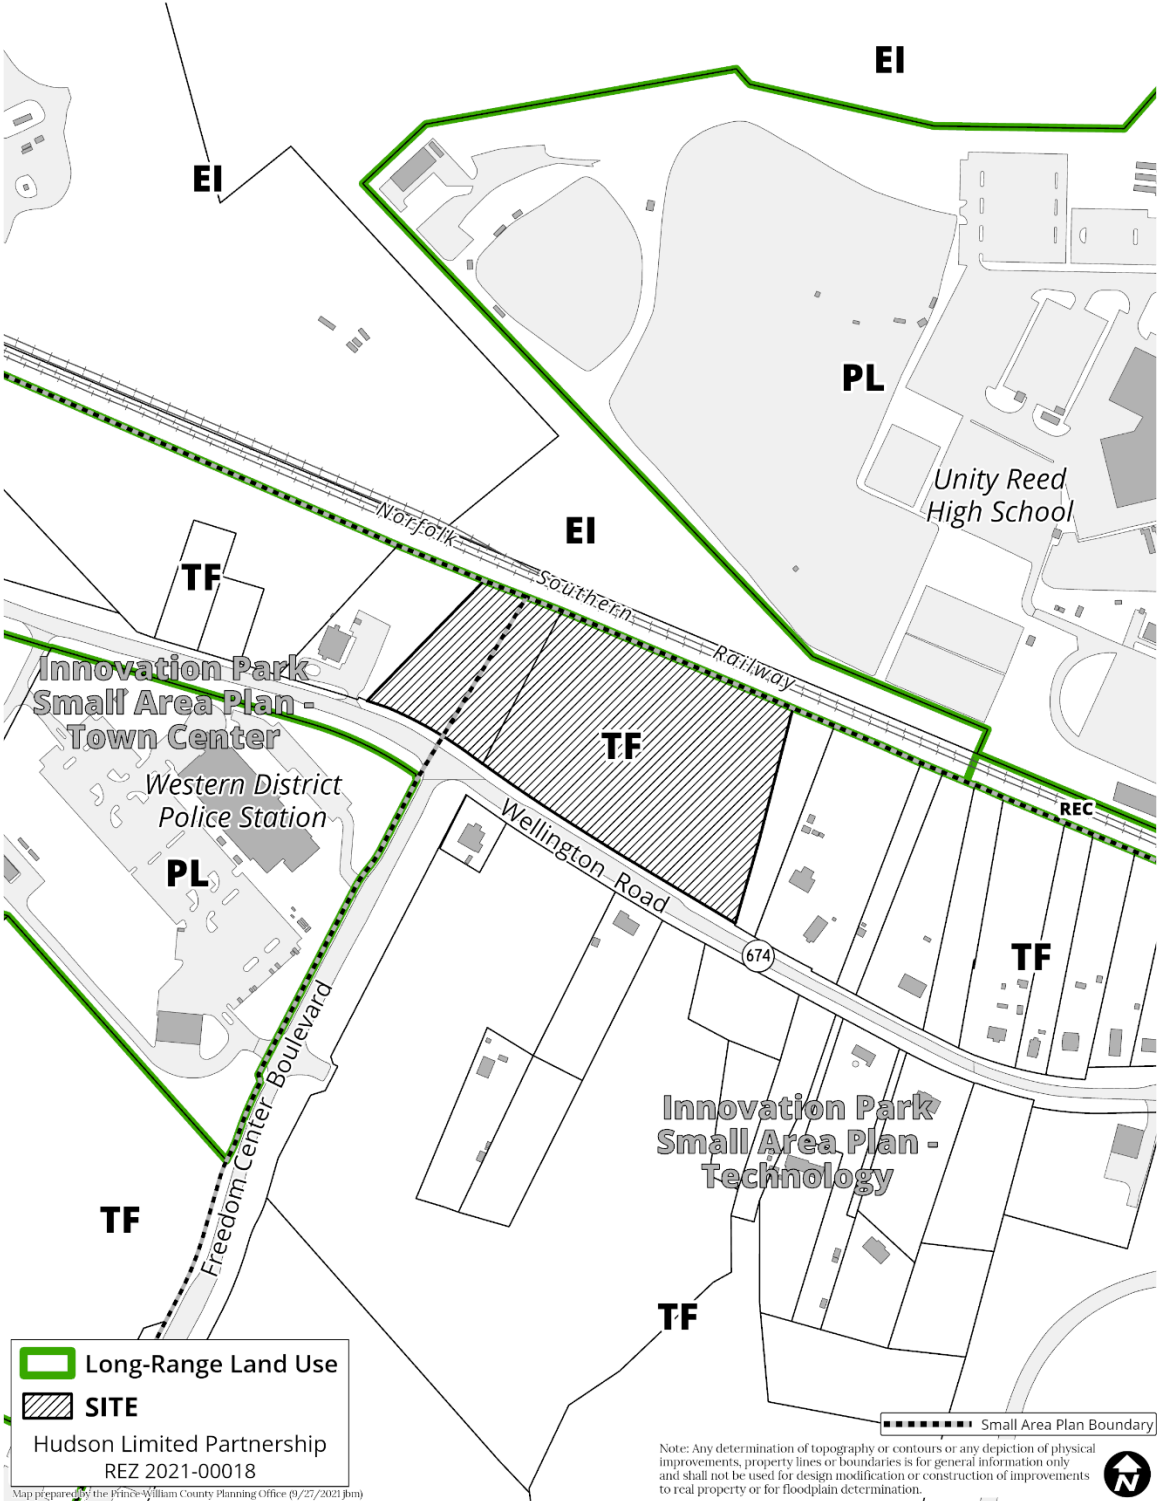 EI
EI
PL
Unity Reed
High School
EI
Norfolk
Southern
Railway
TF
Innovation Park
Small Area Plan -
Town Center
TF
Western District
Police Station
PL
REC
Wellington Road
674
TF
Freedom Center Boulevard
Innovation Park
Small Area Plan -
Technology
TF
TF
Long-Range Land Use
SITE
Hudson Limited Partnership
REZ 2021-00018
Map prepared by the Prince William County Planning Office (9/27/2021 jbm)
Small Area Plan Boundary
Note: Any determination of topography or contours or any depiction of physical
improvements, property lines or boundaries is for general information only
and shall not be used for design modification or construction of improvements
to real property or for floodplain determination.
N